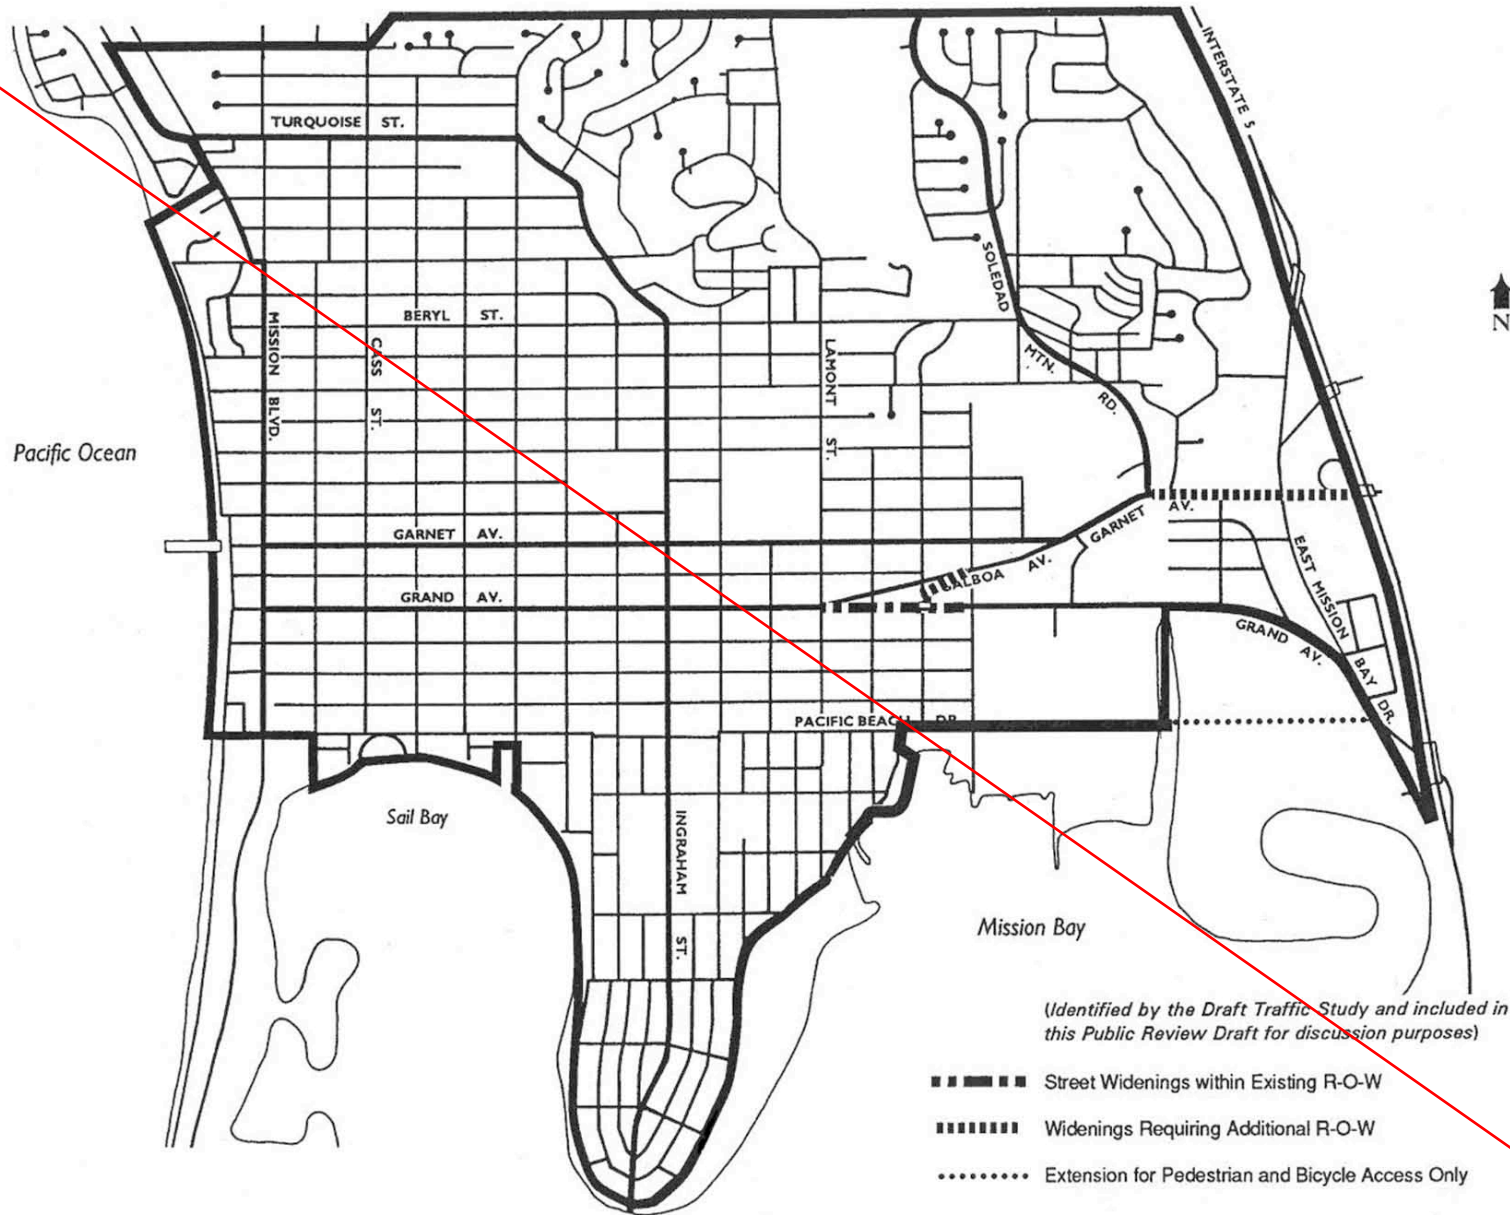 INTERSTATE 5
TURQUOISE ST.
SOLEDAD
MTN.
RD.
BERYL ST.
MISSION BLVD.
CASS ST.
LAMONT ST.
N
Pacific Ocean
GARNET AV.
GARNET AV.
BALBOA AV.
EAST MISSION
BAY DR.
GRAND AV.
GRAND AV.
PACIFIC BEACH DR.
Sail Bay
INGRAHAM ST.
Mission Bay
(Identified by the Draft Traffic Study and included in
this Public Review Draft for discussion purposes)
Street Widenings within Existing R-O-W
Widenings Requiring Additional R-O-W
Extension for Pedestrian and Bicycle Access Only